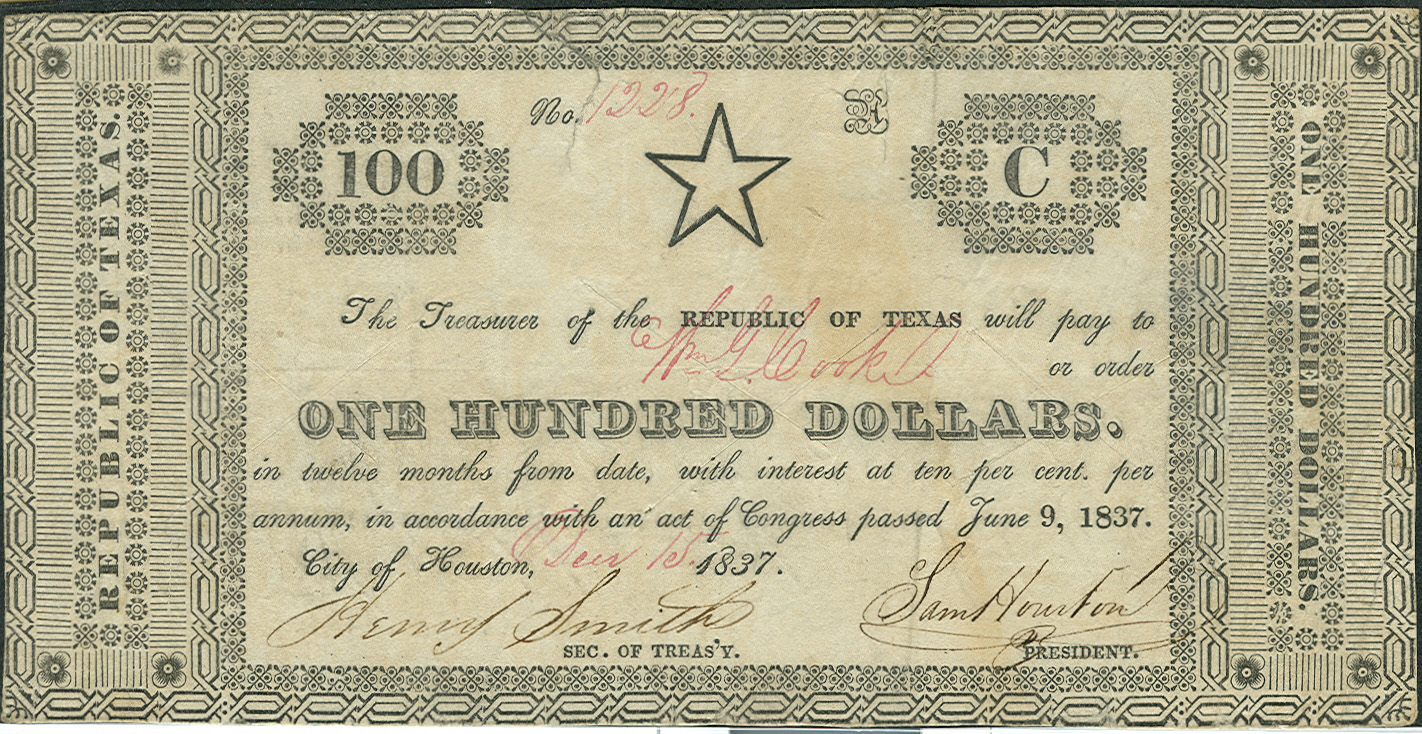 REPUBLIC OF TEXAS.
No. 1228.
A
100
C
The Treasurer of the REPUBLIC OF TEXAS will pay to
Wm G. Cooke or order
ONE HUNDRED DOLLARS.
in twelve months from date, with interest at ten per cent. per
annum, in accordance with an act of Congress passed June 9, 1837.
City of Houston, Dec 15. 1837.
Henry Smith
Sam Houston
SEC. OF TREAS'Y.
PRESIDENT.
ONE HUNDRED DOLLARS.